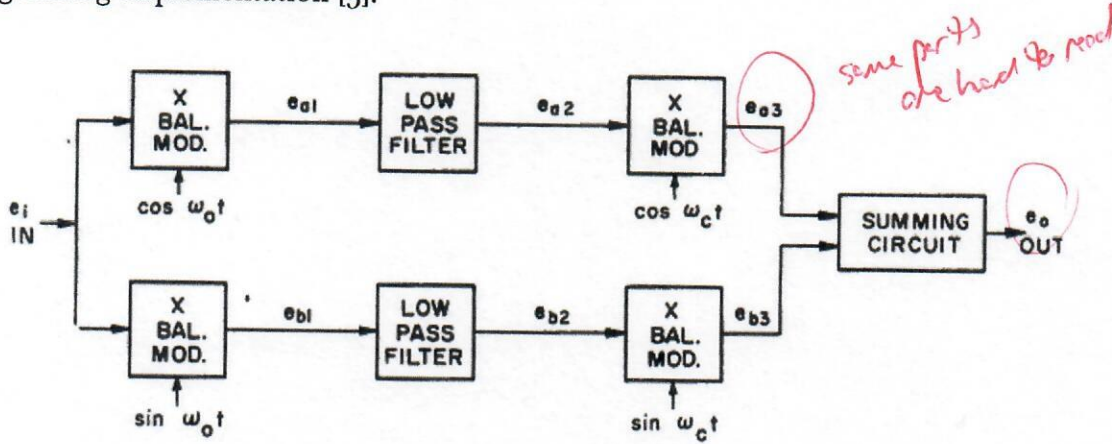 some parts
are hard to read
X
BAL.
MOD.
e_a1
LOW
PASS
FILTER
e_a2
X
BAL.
MOD
e_a3
cos ω_o t
cos ω_c t
e_i
IN
SUMMING
CIRCUIT
e_o
OUT
X
BAL.
MOD.
e_b1
LOW
PASS
FILTER
e_b2
X
BAL.
MOD.
e_b3
sin ω_o t
sin ω_c t